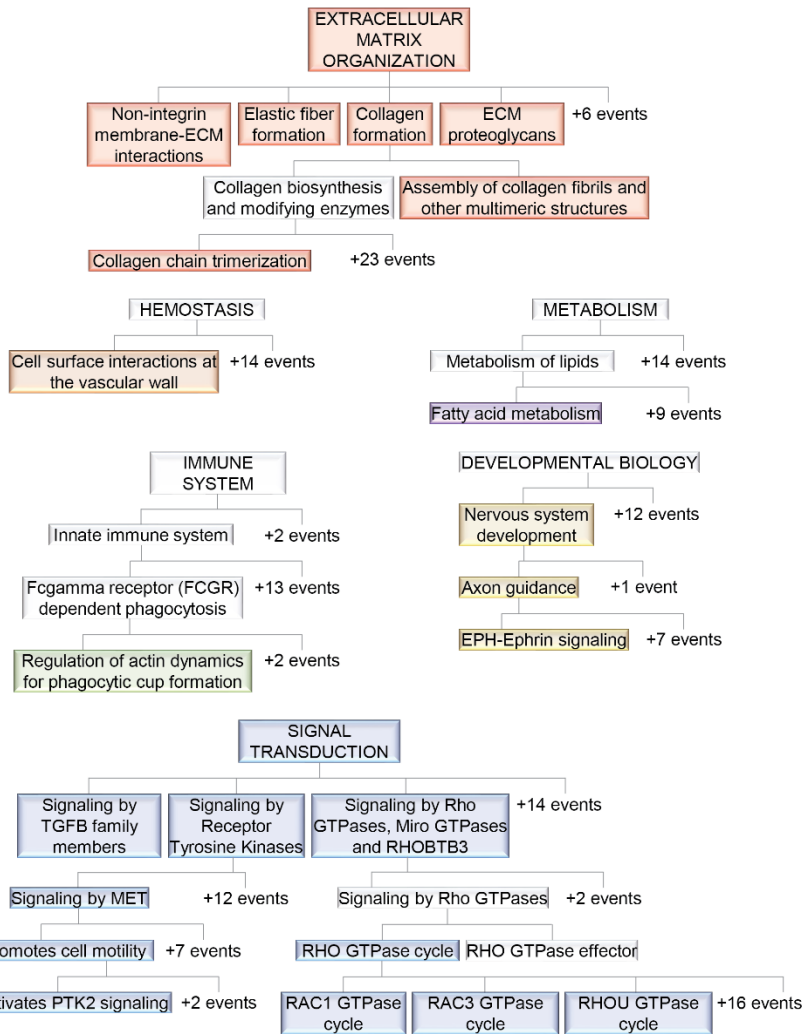 EXTRACELLULAR
MATRIX
ORGANIZATION
Non-integrin
membrane-ECM
interactions
Elastic fiber
formation
Collagen
formation
ECM
proteoglycans
+6 events
Collagen biosynthesis
and modifying enzymes
Assembly of collagen fibrils and
other multimeric structures
Collagen chain trimerization
+23 events
HEMOSTASIS
Cell surface interactions at
the vascular wall
+14 events
METABOLISM
Metabolism of lipids
+14 events
Fatty acid metabolism
+9 events
IMMUNE
SYSTEM
Innate immune system
+2 events
Fcgamma receptor (FCGR)
dependent phagocytosis
+13 events
Regulation of actin dynamics
for phagocytic cup formation
+2 events
DEVELOPMENTAL BIOLOGY
Nervous system
development
+12 events
Axon guidance
+1 event
EPH-Ephrin signaling
+7 events
SIGNAL
TRANSDUCTION
Signaling by
TGFB family
members
Signaling by
Receptor
Tyrosine Kinases
Signaling by Rho
GTPases, Miro GTPases
and RHOBTB3
+14 events
Signaling by MET
+12 events
Signaling by Rho GTPases
+2 events
omotes cell motility
+7 events
RHO GTPase cycle
RHO GTPase effector
tivates PTK2 signaling
+2 events
RAC1 GTPase
cycle
RAC3 GTPase
cycle
RHOU GTPase
cycle
+16 events